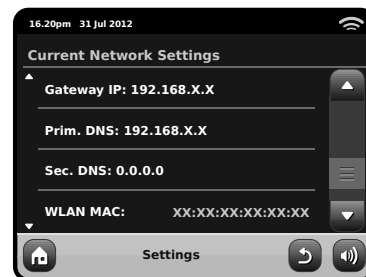 16.20pm 31 Jul 2012
Current Network Settings
Gateway IP: 192.168.X.X
Prim. DNS: 192.168.X.X
Sec. DNS: 0.0.0.0
WLAN MAC: XX:XX:XX:XX:XX:XX
Settings